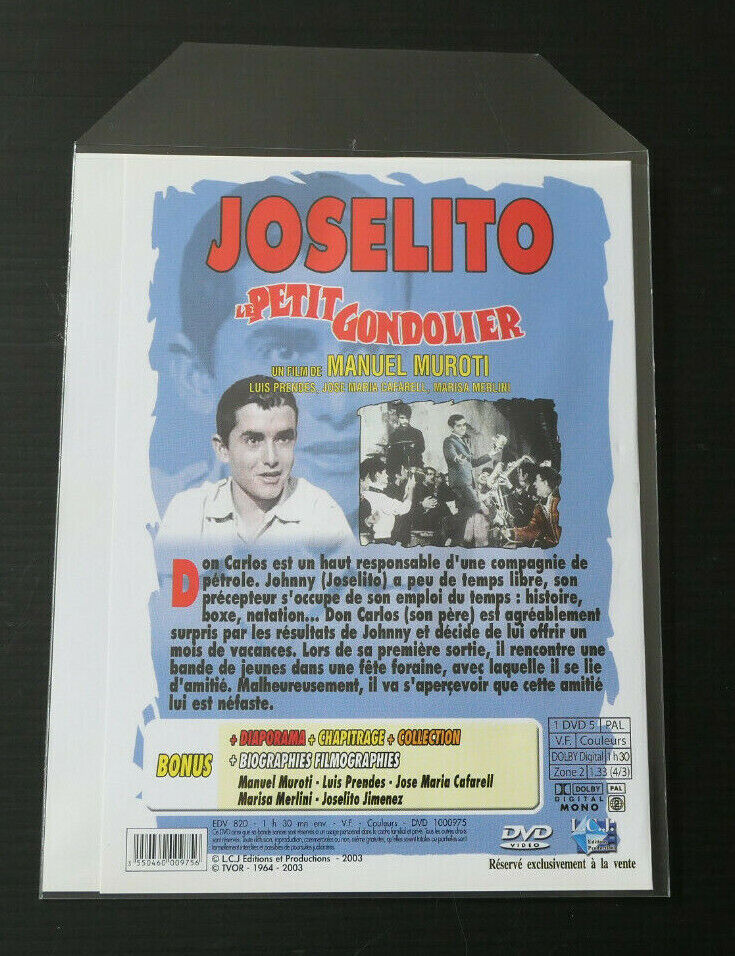 JOSELITO
LE PETIT GONDOLIER
UN FILM DE MANUEL MUROTI
LUIS PRENDES, JOSE MARIA CAFARELL, MARISA MERLINI
Don Carlos est un haut responsable d'une compagnie de
pétrole. Johnny (Joselito) a peu de temps libre, son
précepteur s'occupe de son emploi du temps : histoire,
boxe, natation... Don Carlos (son père) est agréablement
surpris par les résultats de Johnny et décide de lui offrir un
mois de vacances. Lors de sa première sortie, il rencontre une
bande de jeunes dans une fête foraine, avec laquelle il se lie
d'amitié. Malheureusement, il va s'aperçevoir que cette amitié
lui est néfaste.
BONUS
+ DIAPORAMA + CHAPITRAGE + COLLECTION
+ BIOGRAPHIES FILMOGRAPHIES
Manuel Muroti - Luis Prendes - Jose Maria Cafarell
Marisa Merlini - Joselito Jimenez
1 DVD 5 PAL
V.F. Couleurs
DOLBY Digital 1h30
Zone 2 1.33 (4/3)
DOLBY PAL
DIGITAL
MONO 2
EDV 820 - 1 h 30 mn env. - V.F. - Couleurs - DVD 1000975
3 550460 009756
© L.C.J Editions et Productions - 2003
© TVOR - 1964 - 2003
DVD
VIDEO
L.C.J.
Réservé exclusivement à la vente